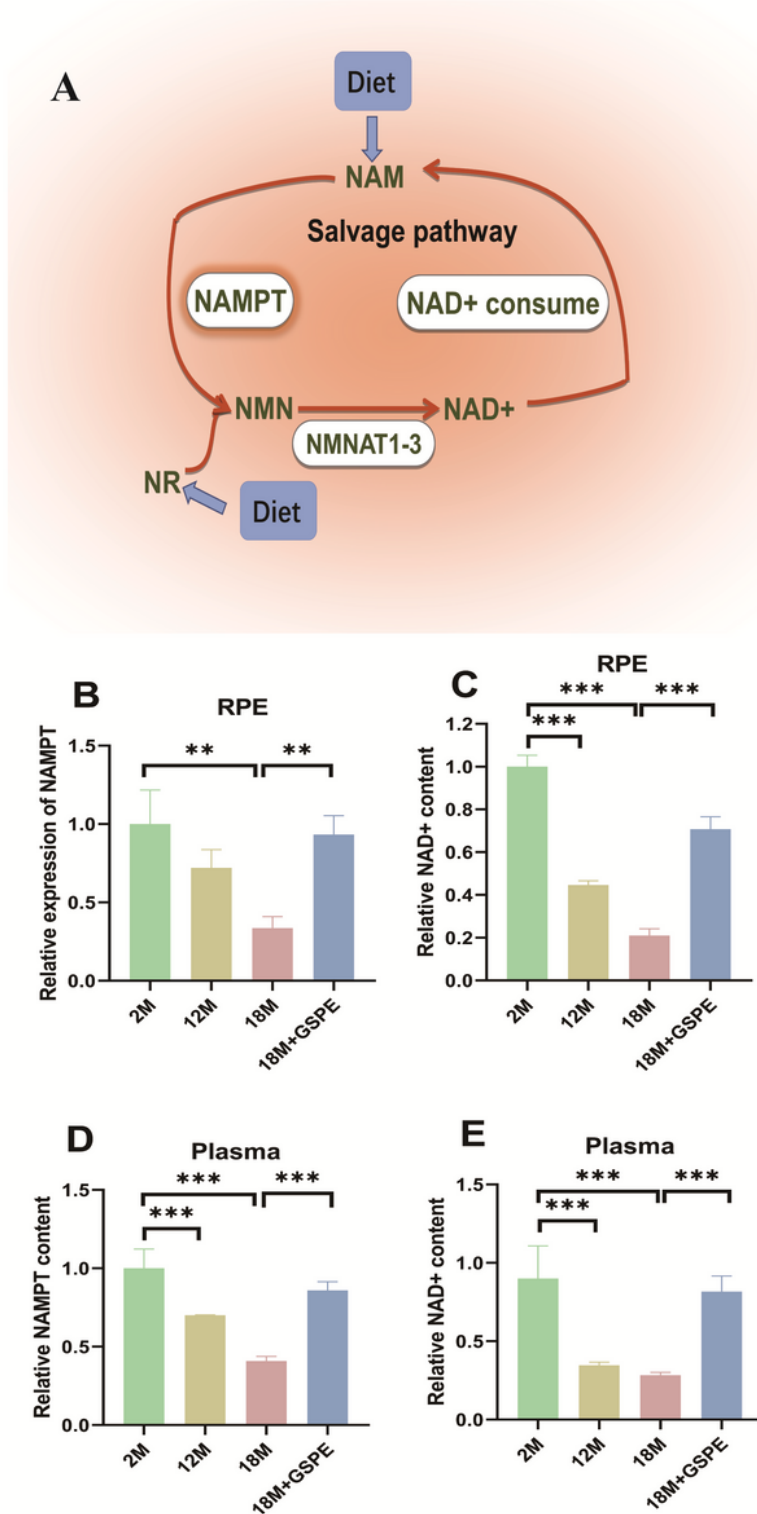 A
Diet
NAM
Salvage pathway
NAMPT
NAD+ consume
NMN
NAD+
NMNAT1-3
NR
Diet
B
RPE
Relative expression of NAMPT
1.5
1.0
0.5
0.0
**
**
2M
12M
18M
18M+GSPE
C
RPE
Relative NAD+ content
1.2
1.0
0.8
0.6
0.4
0.2
0.0
***
***
***
2M
12M
18M
18M+GSPE
D
Plasma
Relative NAMPT content
1.5
1.0
0.5
0.0
***
***
***
2M
12M
18M
18M+GSPE
E
Plasma
Relative NAD+ content
1.5
1.0
0.5
0.0
***
***
***
2M
12M
18M
18M+GSPE